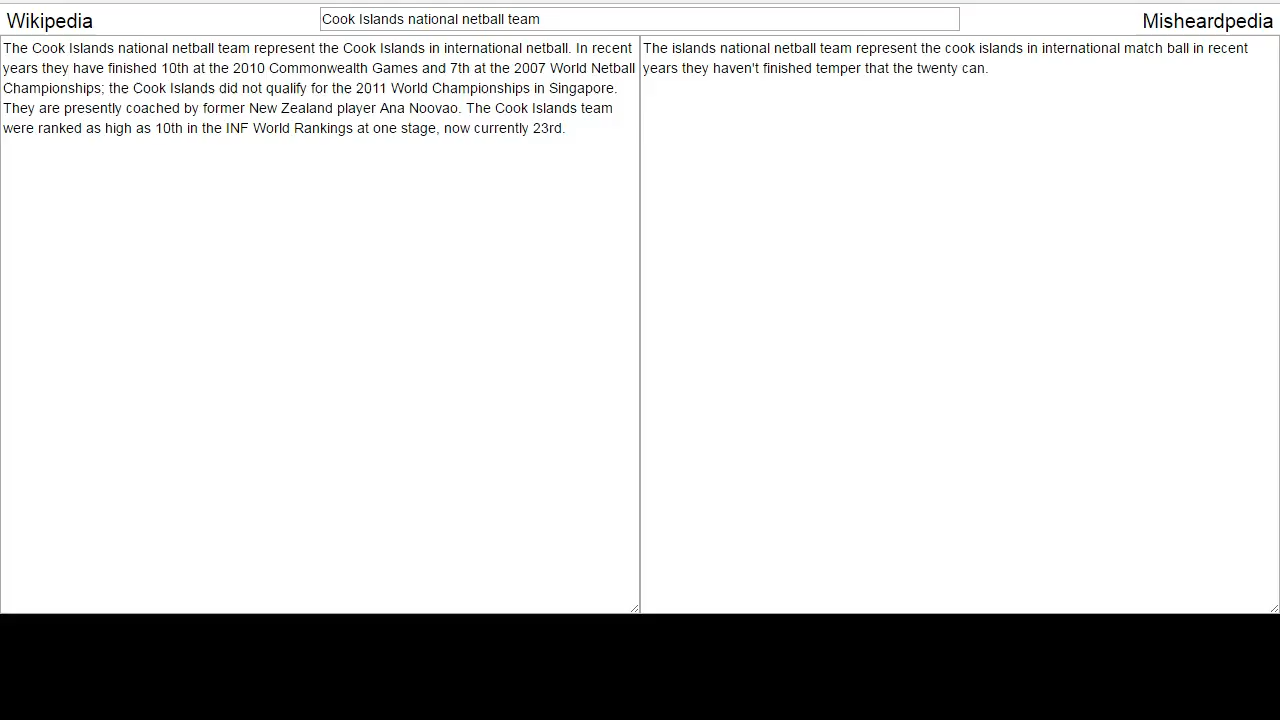 Wikipedia
Cook Islands national netball team
Misheardpedia
The Cook Islands national netball team represent the Cook Islands in international netball. In recent
years they have finished 10th at the 2010 Commonwealth Games and 7th at the 2007 World Netball
Championships; the Cook Islands did not qualify for the 2011 World Championships in Singapore.
They are presently coached by former New Zealand player Ana Noovao. The Cook Islands team
were ranked as high as 10th in the INF World Rankings at one stage, now currently 23rd.
The islands national netball team represent the cook islands in international match ball in recent
years they haven't finished temper that the twenty can.